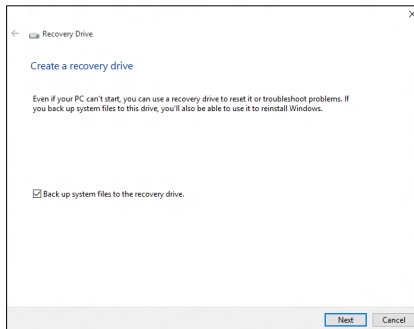 Recovery Drive
Create a recovery drive
Even if your PC can't start, you can use a recovery drive to reset it or troubleshoot problems. If
you back up system files to this drive, you'll also be able to use it to reinstall Windows.
Back up system files to the recovery drive.
Next Cancel